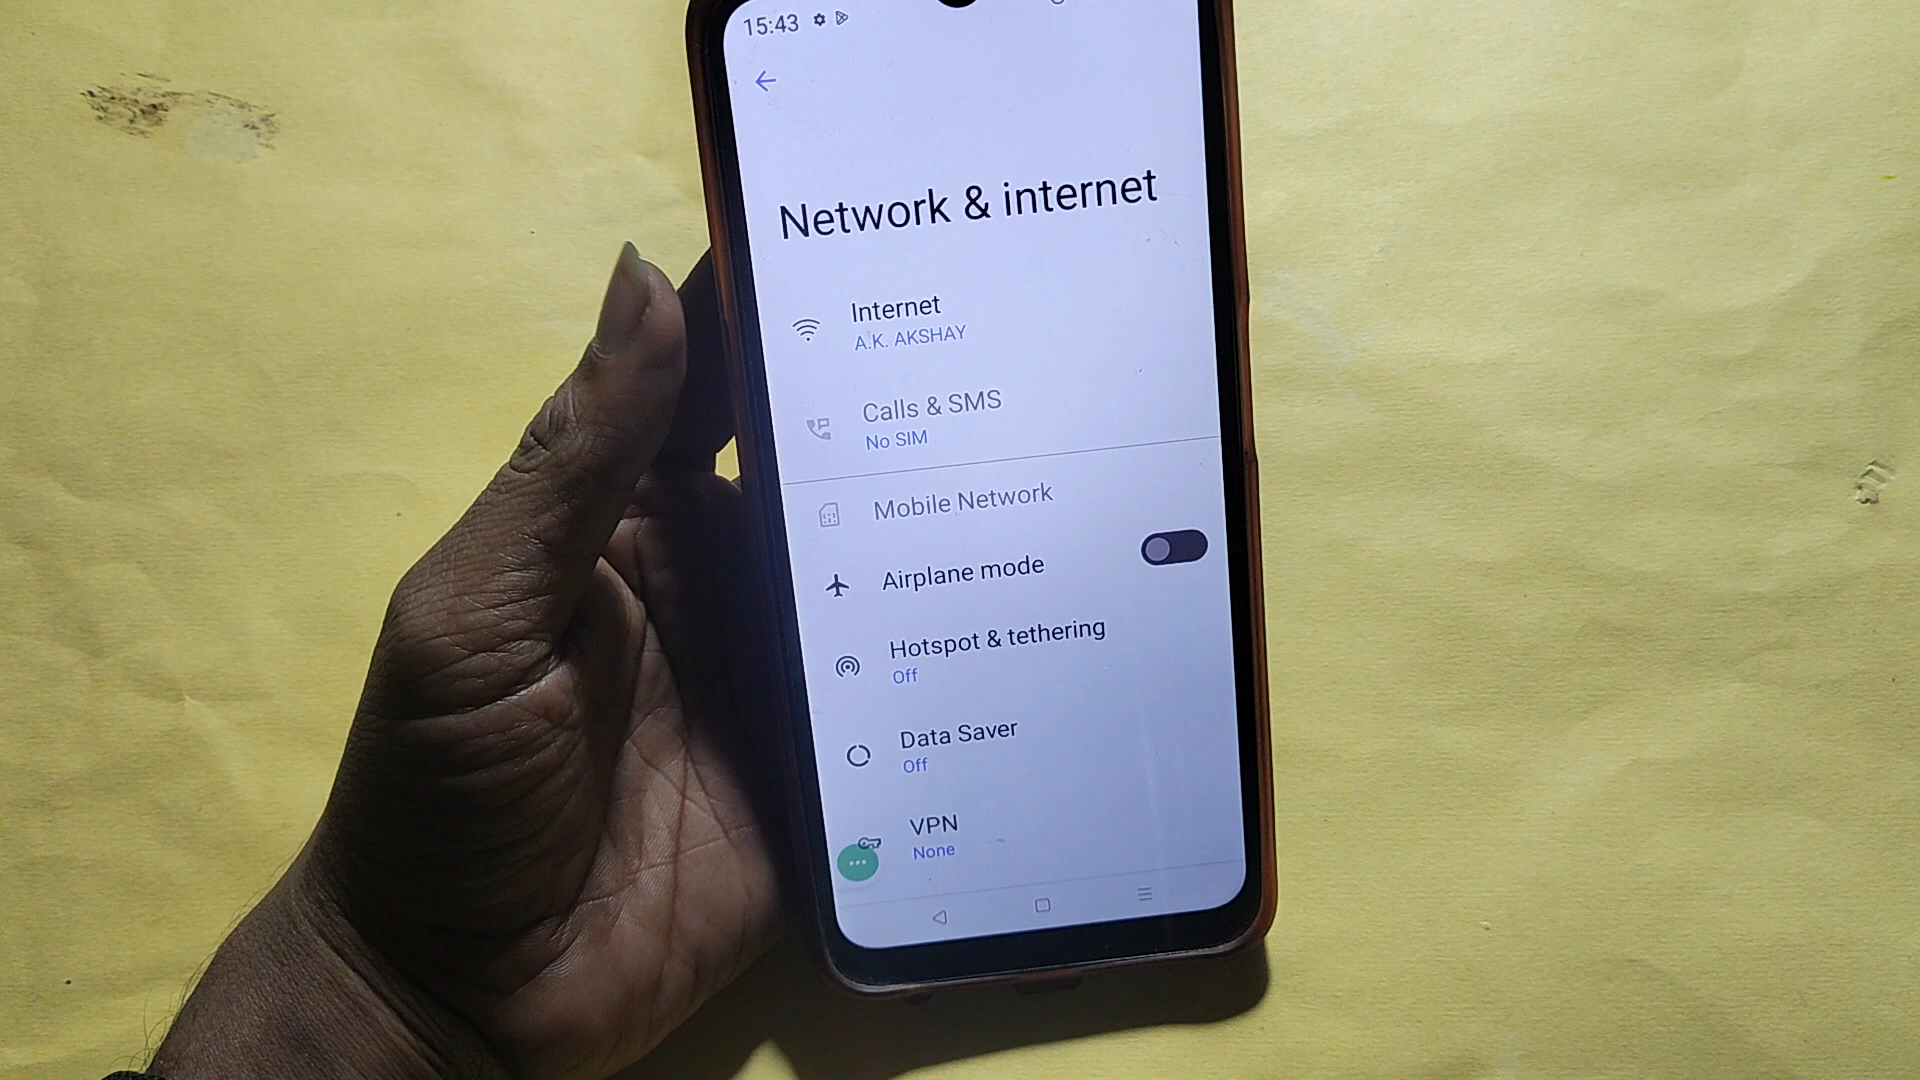 15:43
Network & internet
Internet
A.K. AKSHAY
Calls & SMS
No SIM
Mobile Network
Airplane mode
Hotspot & tethering
Off
Data Saver
Off
VPN
None